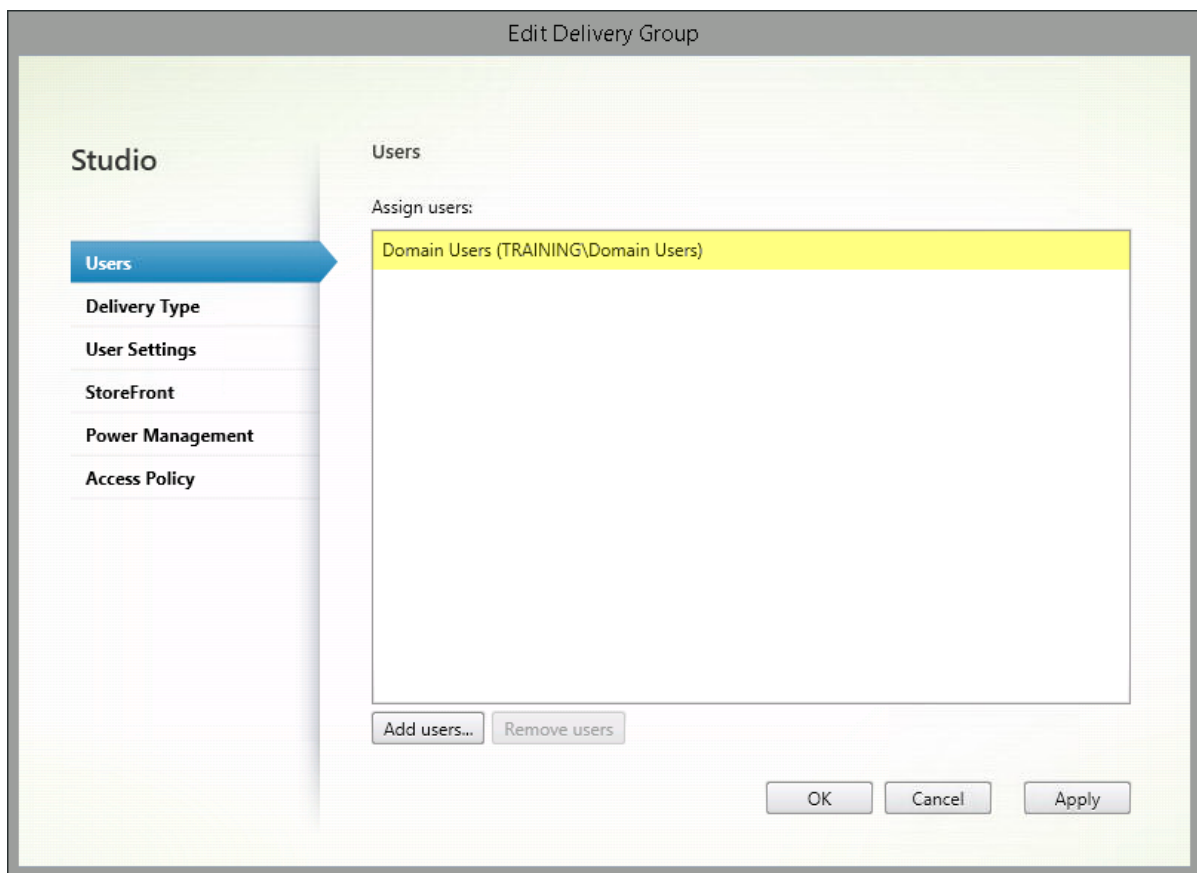 Edit Delivery Group
Studio
Users
Delivery Type
User Settings
StoreFront
Power Management
Access Policy
Users
Assign users:
Domain Users (TRAINING\Domain Users)
Add users...
Remove users
OK
Cancel
Apply